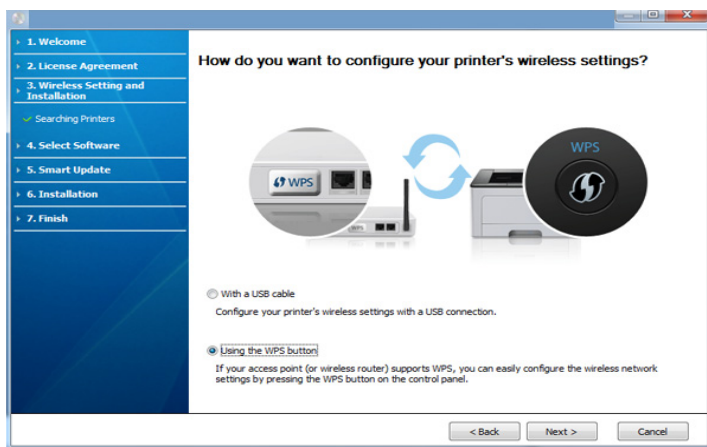 1. Welcome
2. License Agreement
3. Wireless Setting and
Installation
Searching Printers
4. Select Software
5. Smart Update
6. Installation
7. Finish
How do you want to configure your printer's wireless settings?
WPS
WPS
WPS
With a USB cable
Configure your printer's wireless settings with a USB connection.
Using the WPS button
If your access point (or wireless router) supports WPS, you can easily configure the wireless network
settings by pressing the WPS button on the control panel.
< Back
Next >
Cancel